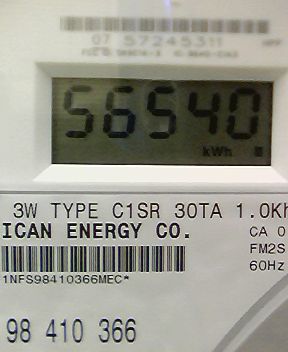 07 57245311
56540
kWh
3W TYPE C1SR 30TA 1.0Kh
ICAN ENERGY CO.
CA 0
FM2S
60Hz
1NFS98410366MEC*
98 410 366